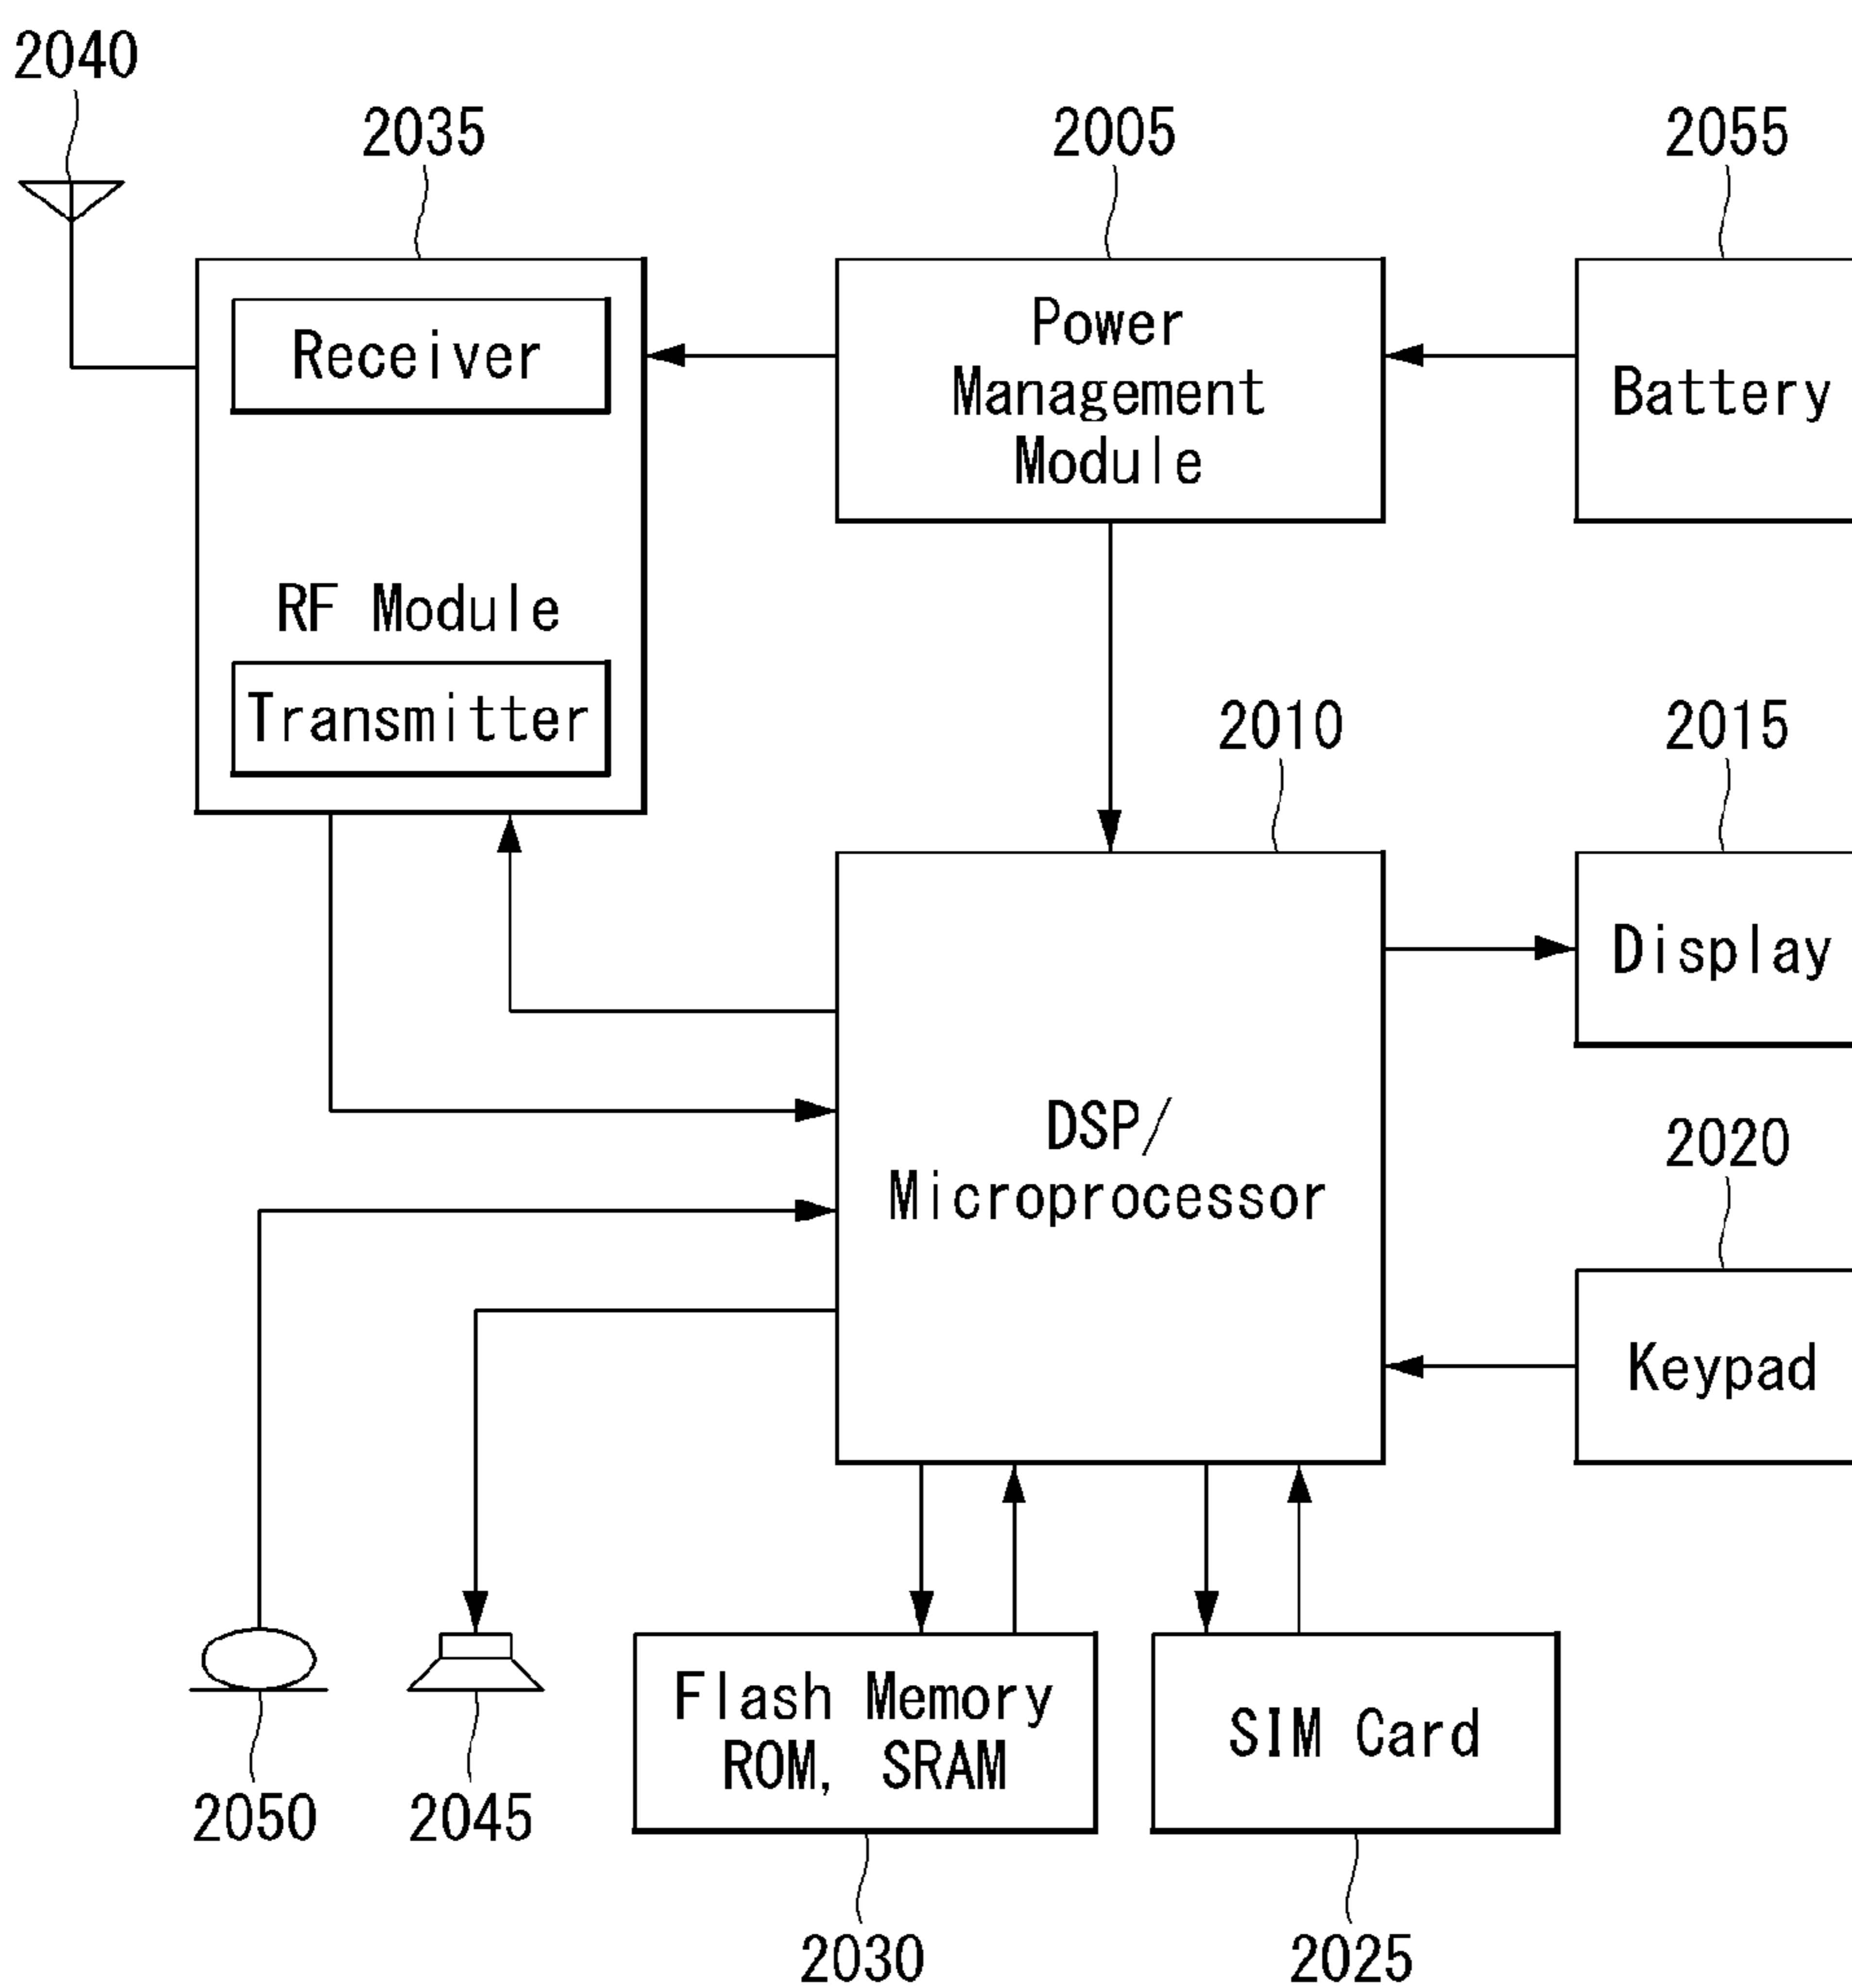 2040
2035
2005
2055
Receiver
Power
Management
Module
Battery
RF Module
Transmitter
2010
2015
Display
DSP/
Microprocessor
2020
Keypad
Flash Memory
ROM, SRAM
SIM Card
2050
2045
2030
2025